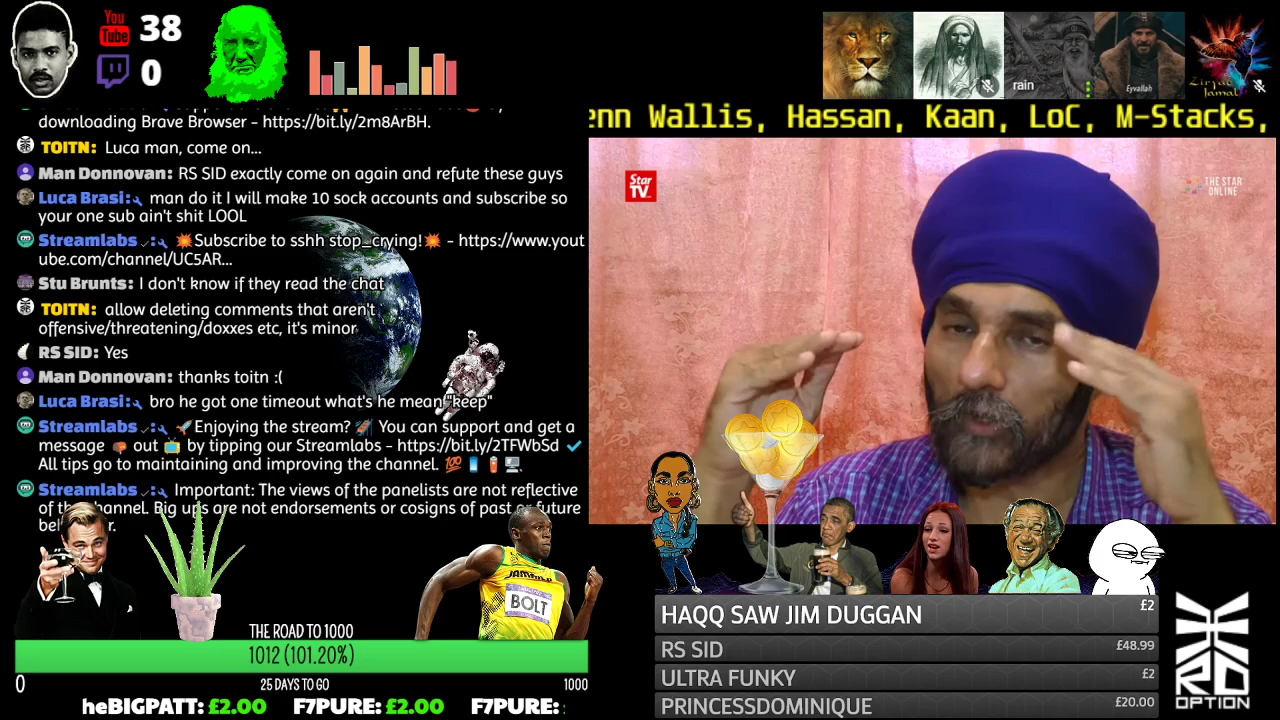 You
Tube
38
0
rain
Eyvallah
Ziryab
Jamal
enn Wallis, Hassan, Kaan, LoC, M-Stacks,
downloading Brave Browser - https://bit.ly/2m8ArBH.
TOITN: Luca man, come on...
Man Donnovan: RS SID exactly come on again and refute these guys
Luca Brasi: man do it I will make 10 sock accounts and subscribe so
your one sub ain't shit LOOL
Streamlabs 💥Subscribe to sshh stop_crying!💥 - https://www.yout
ube.com/channel/UC5AR...
Stu Brunts: I don't know if they read the chat
TOITN: allow deleting comments that aren't
offensive/threatening/doxxes etc, it's minor
RS SID: Yes
Man Donnovan: thanks toitn :(
Luca Brasi: bro he got one timeout what's he mean "keep"
Streamlabs 🚀Enjoying the stream? You can support and get a
message out 📺 by tipping our Streamlabs - https://bit.ly/2TFWbSd ✔
All tips go to maintaining and improving the channel. 💯
Streamlabs Important: The views of the panelists are not reflective
of the channel. Big ups are not endorsements or cosigns of past or future
Star
TV
THE STAR
ONLINE
JAMAICA
BOLT
THE ROAD TO 1000
1012 (101.20%)
0
25 DAYS TO GO
1000
heBIGPATT: £2.00 F7PURE: £2.00 F7PURE:
HAQQ SAW JIM DUGGAN £2
RS SID £48.99
ULTRA FUNKY £2
PRINCESSDOMINIQUE £20.00
OPTION